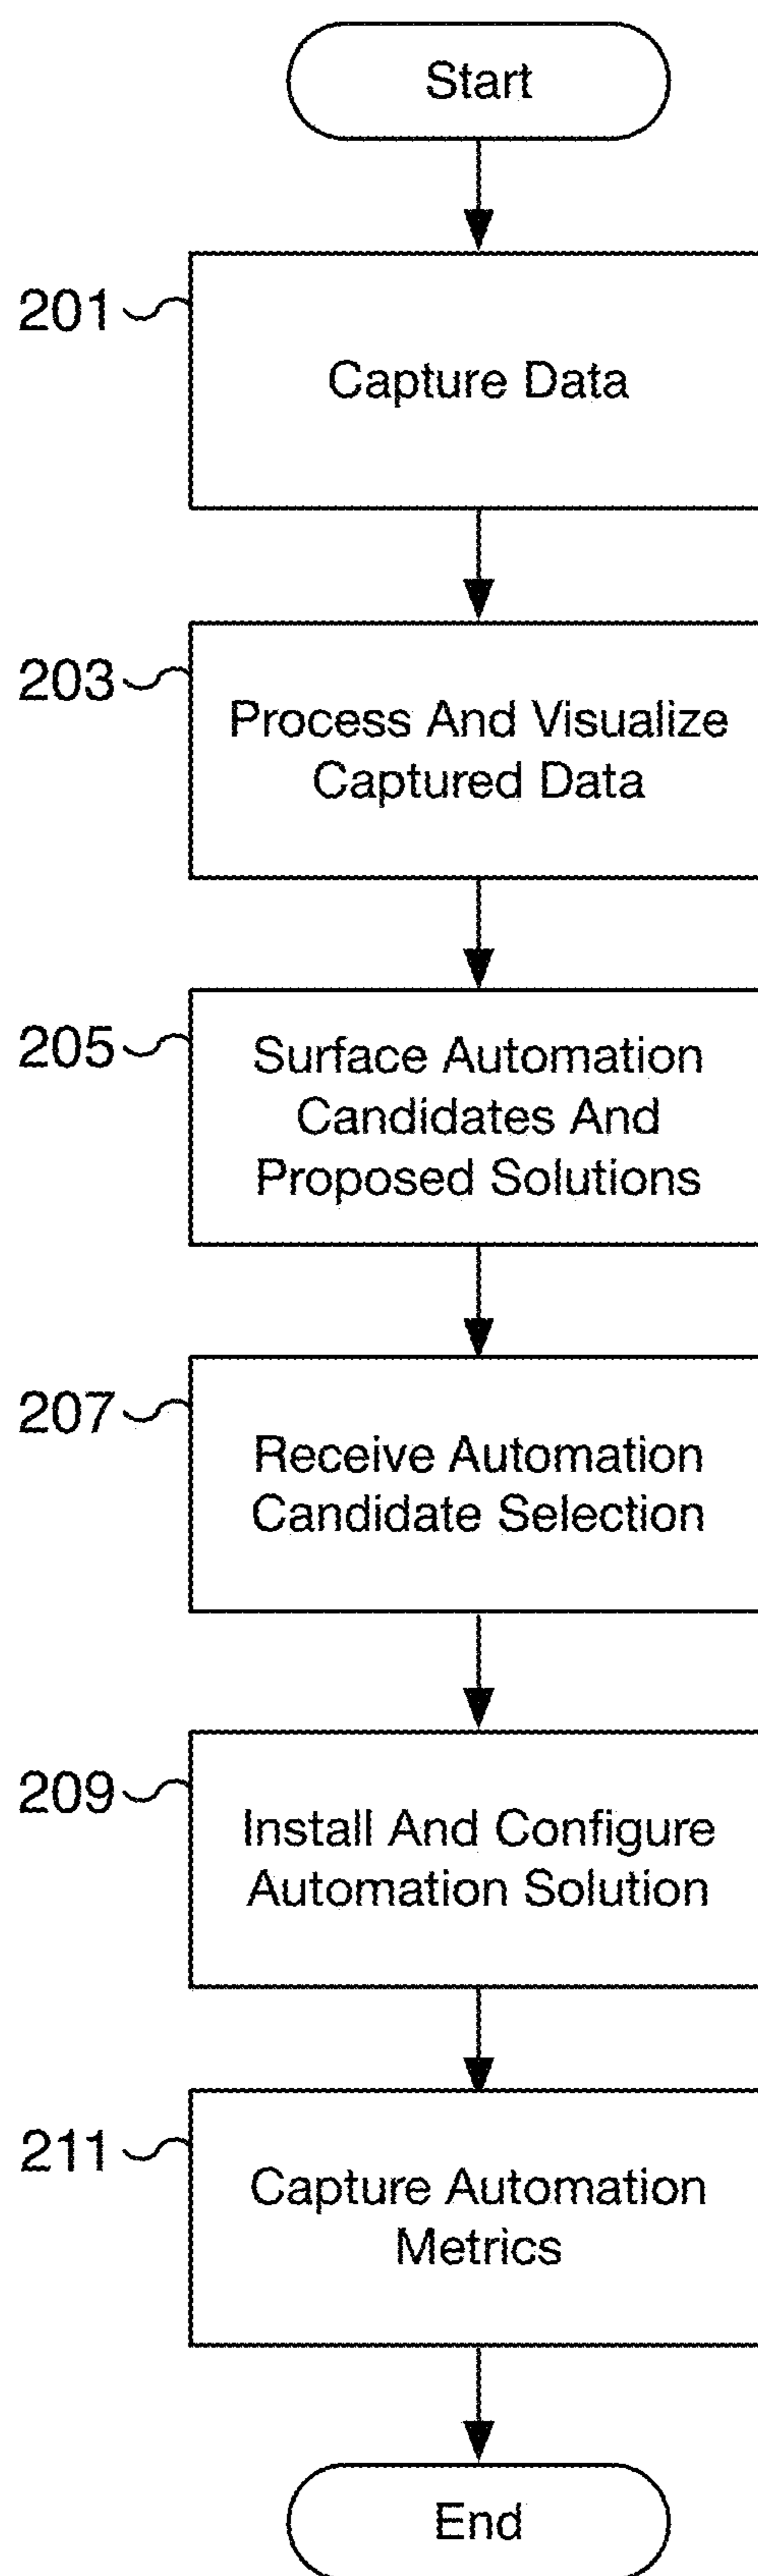 Start
201
Capture Data
203
Process And Visualize
Captured Data
205
Surface Automation
Candidates And
Proposed Solutions
207
Receive Automation
Candidate Selection
209
Install And Configure
Automation Solution
211
Capture Automation
Metrics
End